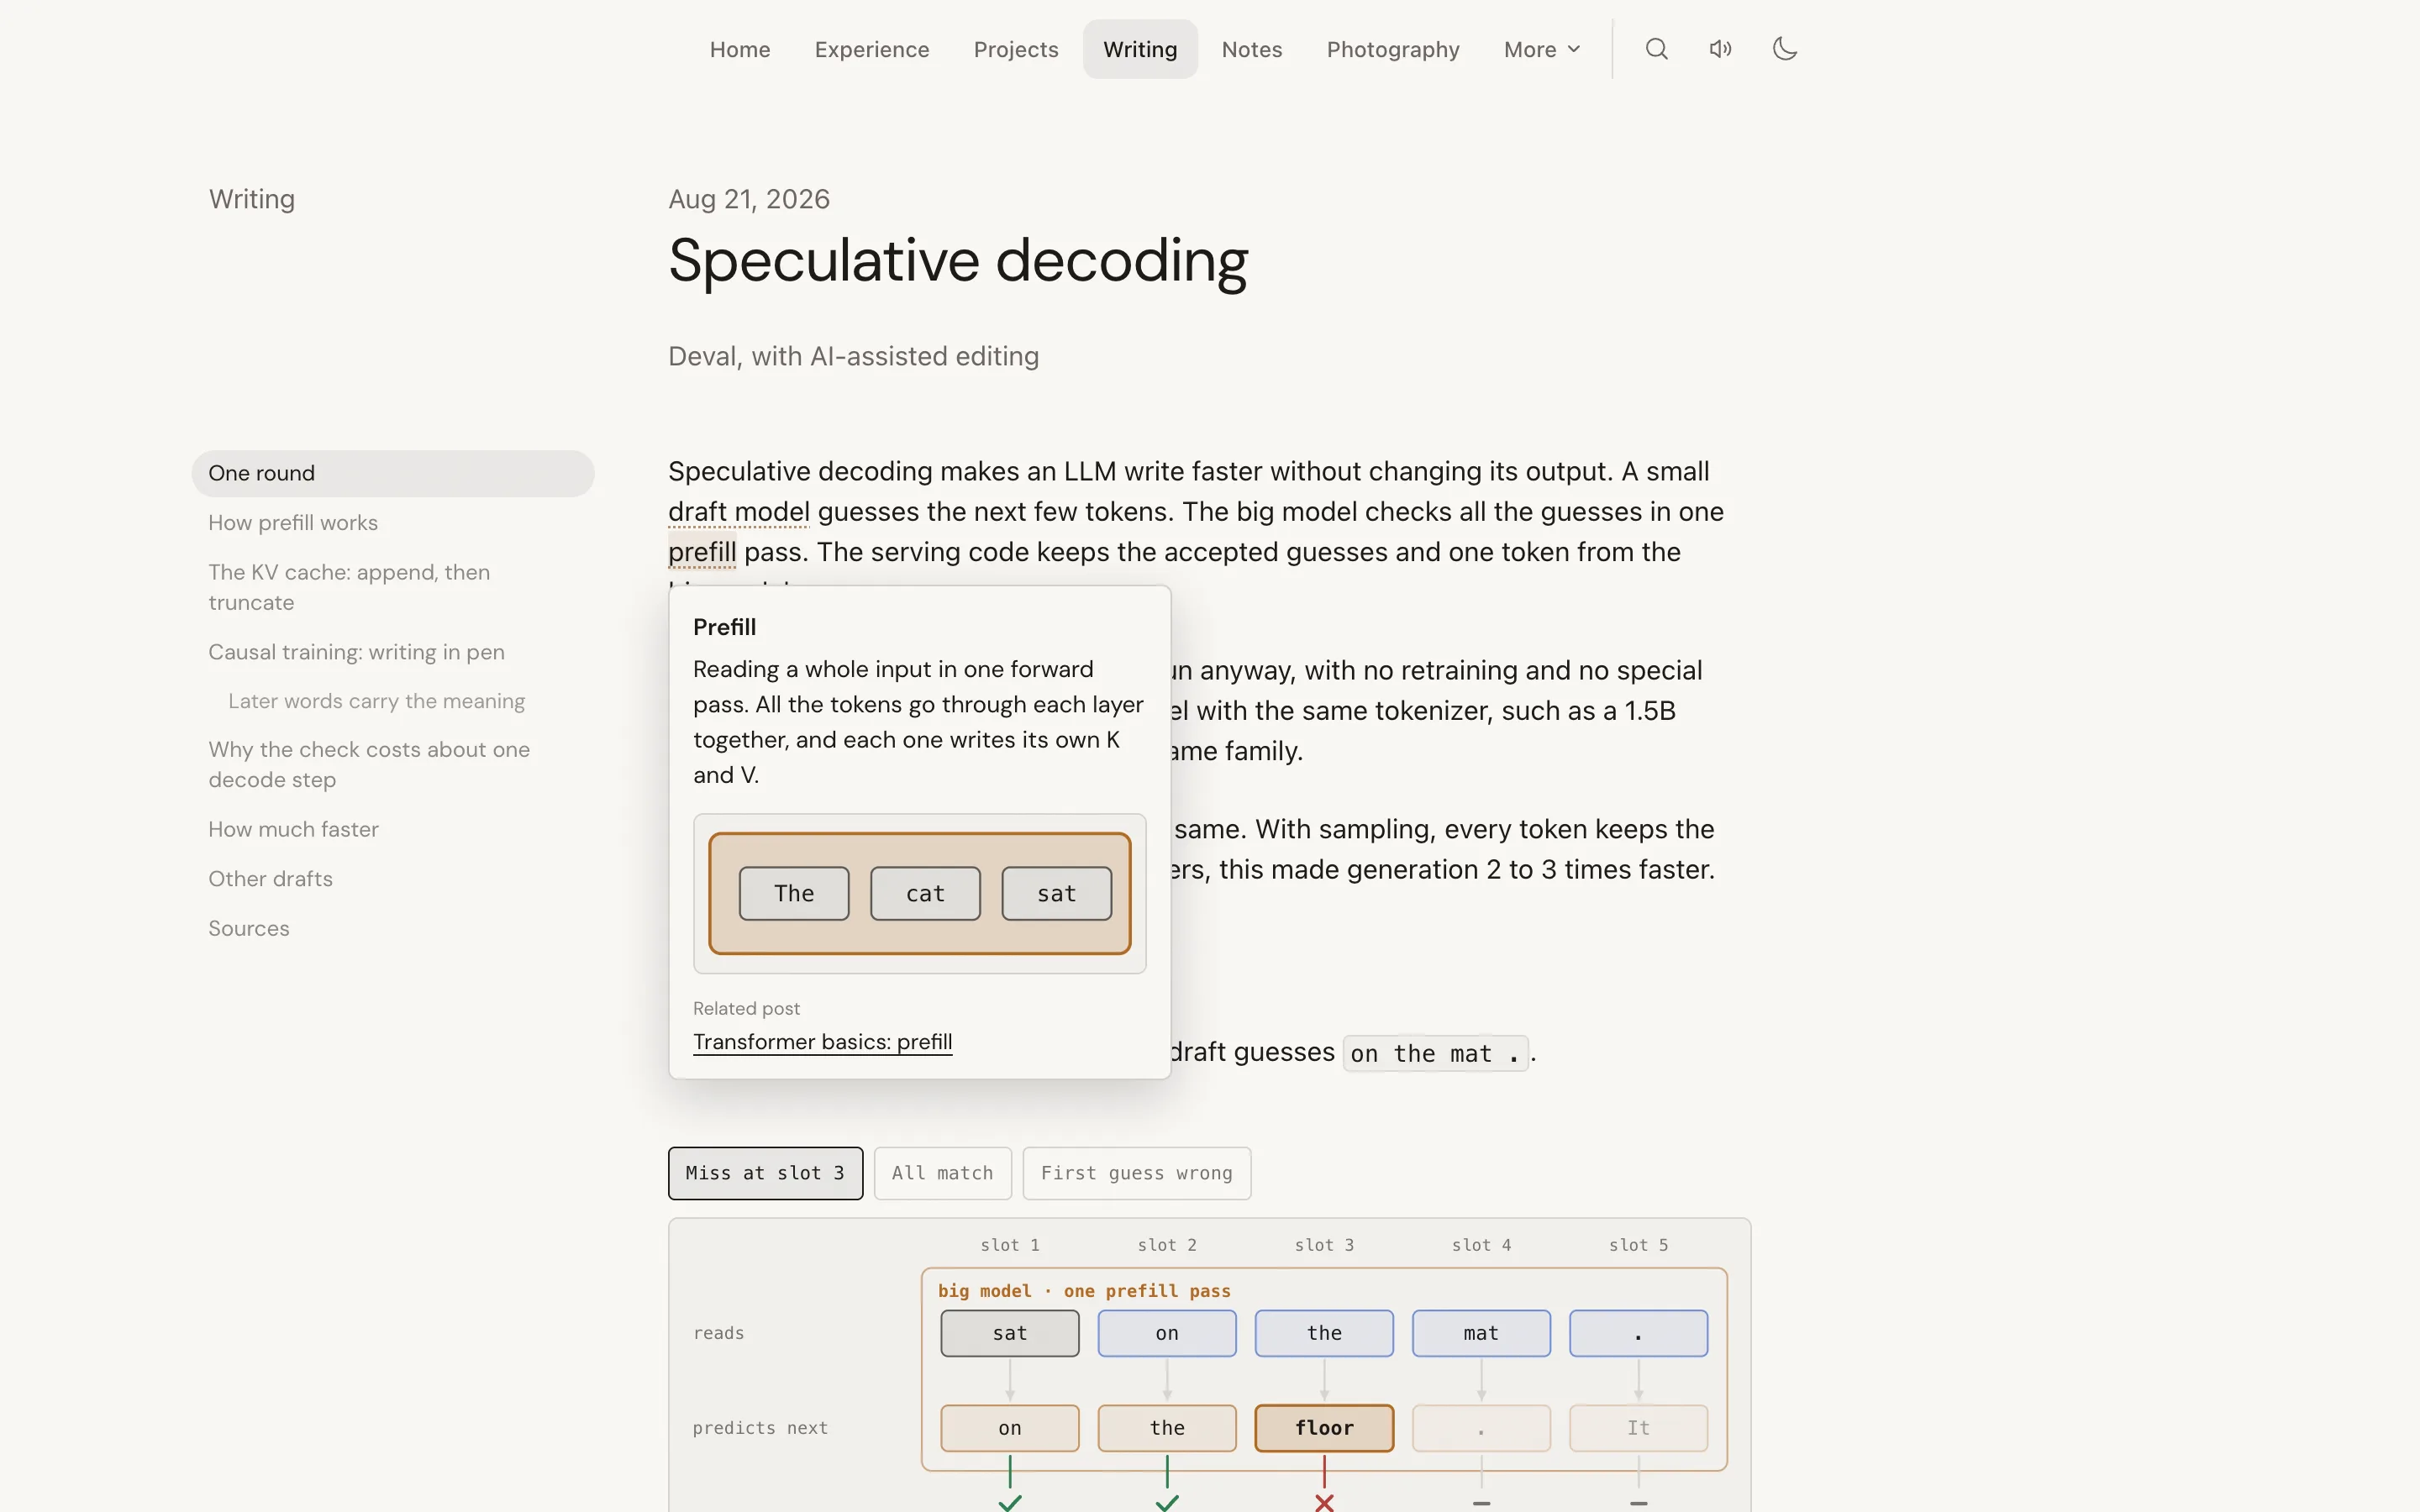 Home Experience Projects Writing Notes Photography More
Writing
Aug 21, 2026
Speculative decoding
Deval, with AI-assisted editing
One round
How prefill works
The KV cache: append, then
truncate
Causal training: writing in pen
Later words carry the meaning
Why the check costs about one
decode step
How much faster
Other drafts
Sources
Speculative decoding makes an LLM write faster without changing its output. A small
draft model guesses the next few tokens. The big model checks all the guesses in one
prefill pass. The serving code keeps the accepted guesses and one token from the
Prefill
Reading a whole input in one forward
pass. All the tokens go through each layer
together, and each one writes its own K
and V.
The cat sat
Related post
Transformer basics: prefill
anyway, with no retraining and no special
with the same tokenizer, such as a 1.5B
family.
same. With sampling, every token keeps the
this made generation 2 to 3 times faster.
draft guesses on the mat . .
Miss at slot 3 All match First guess wrong
slot 1 slot 2 slot 3 slot 4 slot 5
big model · one prefill pass
reads sat on the mat .
predicts next on the floor . It